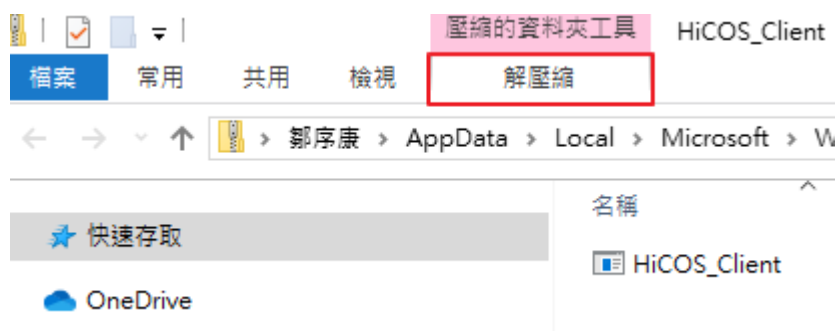 壓縮的資料夾工具 HiCOS_Client
檔案 常用 共用 檢視 解壓縮
鄒序康 > AppData > Local > Microsoft > W
名稱
快速存取
HiCOS_Client
OneDrive